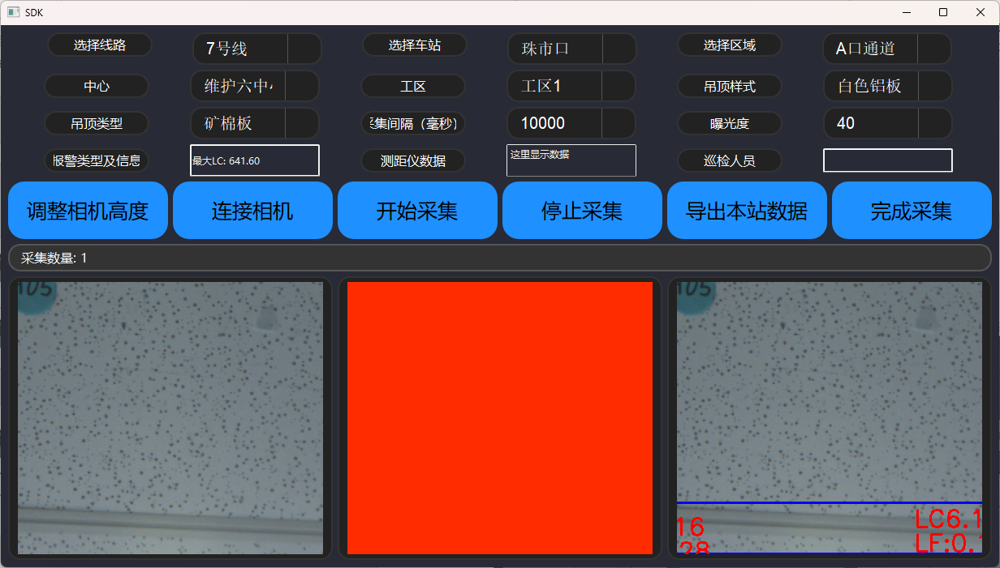 SDK
选择线路 7号线 选择车站 珠市口 选择区域 A口通道
中心 维护六中 工区 工区1 吊顶样式 白色铝板
吊顶类型 矿棉板 采集间隔（毫秒） 10000 曝光度 40
报警类型及信息 最大LC: 641.60 测距仪数据 这里显示数据 巡检人员
调整相机高度 连接相机 开始采集 停止采集 导出本站数据 完成采集
采集数量: 1
105 105
16 LC6.1
28 LF:0.